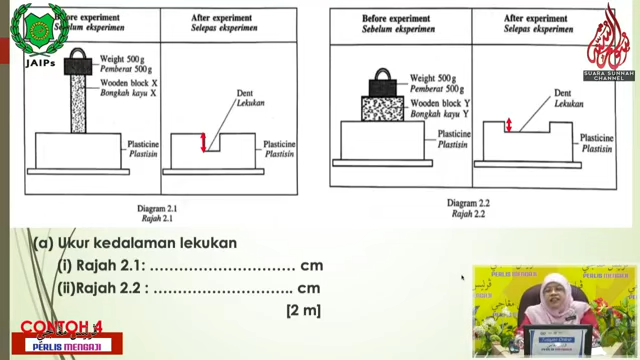 Before experiment
Sebelum eksperimen
After experiment
Selepas eksperimen
Weight 500 g
Pemberat 500 g
Wooden block X
Bongkah kayu X
Dent
Lekukan
Plasticine
Plastisin
Plasticine
Plastisin
Diagram 2.1
Rajah 2.1
Before experiment
Sebelum eksperimen
After experiment
Selepas eksperimen
Weight 500 g
Pemberat 500 g
Wooden block Y
Bongkah kayu Y
Dent
Lekukan
Plasticine
Plastisin
Plasticine
Plastisin
Diagram 2.2
Rajah 2.2
JAIPs
SUARA SUNNAH
CHANNEL
(a) Ukur kedalaman lekukan
(i) Rajah 2.1: ………………………… cm
(ii)Rajah 2.2 : ……………………….. cm
[2 m]
CONTOH 4
PERLIS MENGAJI
PERLIS MENGAJI